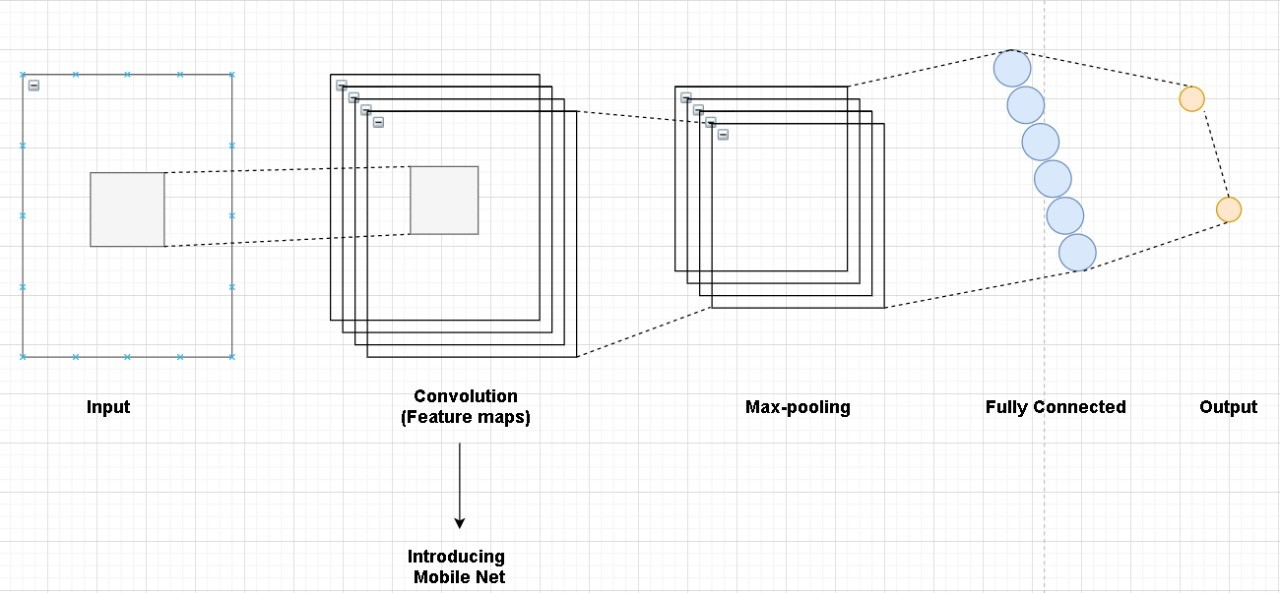 Input
Convolution
(Feature maps)
Max-pooling
Fully Connected
Output
Introducing
Mobile Net